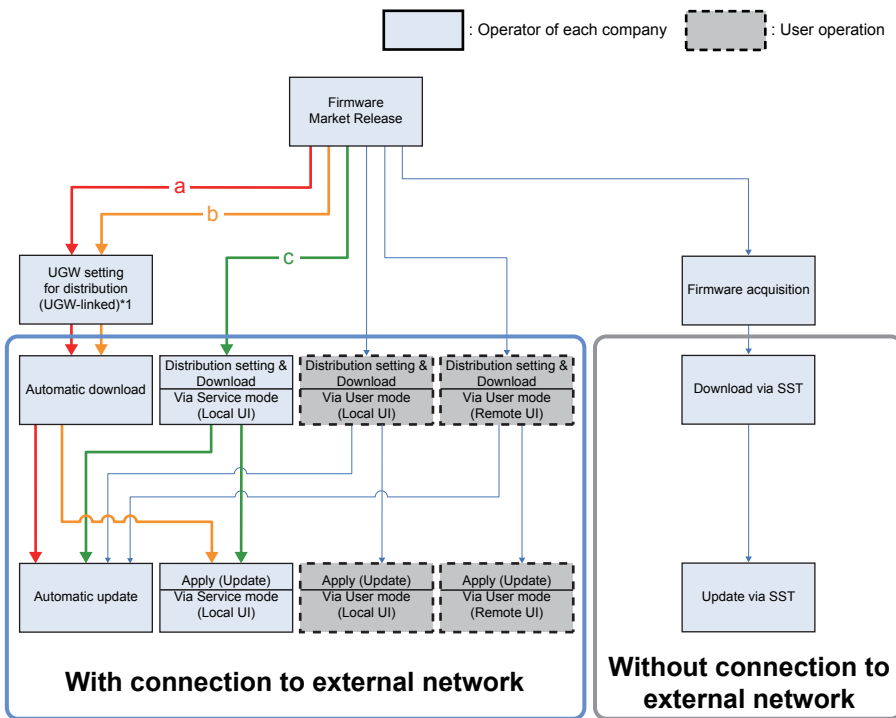 : Operator of each company
: User operation
Firmware
Market Release
a
b
c
UGW setting
for distribution
(UGW-linked)*1
Firmware acquisition
Automatic download
Distribution setting &
Download
Via Service mode
(Local UI)
Distribution setting &
Download
Via User mode
(Local UI)
Distribution setting &
Download
Via User mode
(Remote UI)
Download via SST
Automatic update
Apply (Update)
Via Service mode
(Local UI)
Apply (Update)
Via User mode
(Local UI)
Apply (Update)
Via User mode
(Remote UI)
Update via SST
With connection to external network
Without connection to
external network